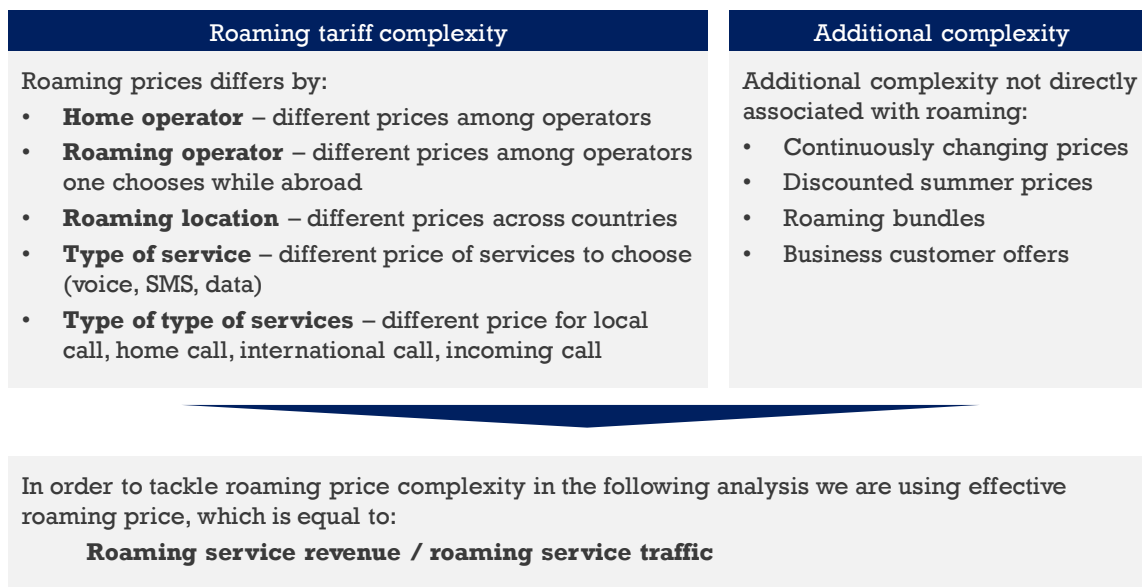 Roaming tariff complexity
Roaming prices differs by:
• Home operator – different prices among operators
• Roaming operator – different prices among operators
one chooses while abroad
• Roaming location – different prices across countries
• Type of service – different price of services to choose
(voice, SMS, data)
• Type of type of services – different price for local
call, home call, international call, incoming call
Additional complexity
Additional complexity not directly
associated with roaming:
• Continuously changing prices
• Discounted summer prices
• Roaming bundles
• Business customer offers
In order to tackle roaming price complexity in the following analysis we are using effective
roaming price, which is equal to:
Roaming service revenue / roaming service traffic